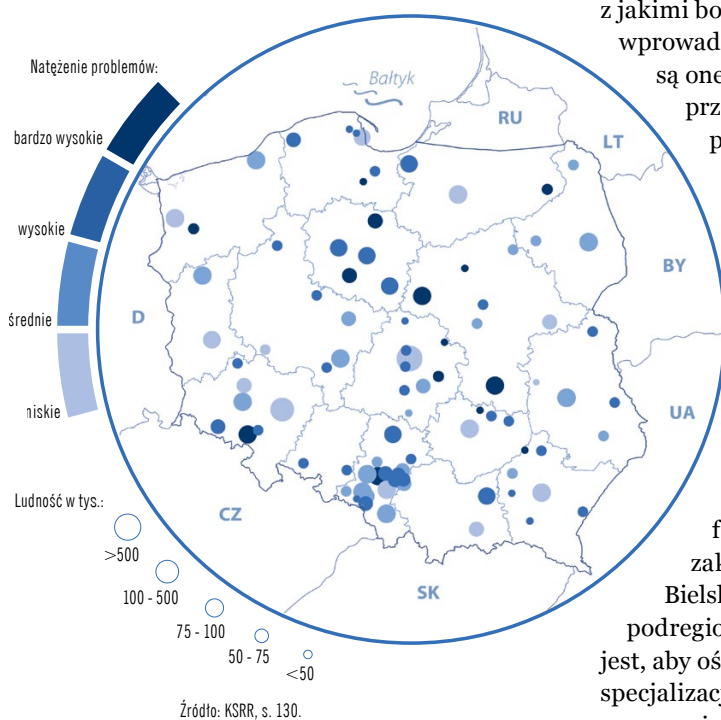 Natężenie problemów:
bardzo wysokie
wysokie
średnie
niskie
Bałtyk
RU
LT
BY
D
UA
CZ
SK
Ludność w tys.:
>500
100 - 500
75 - 100
50 - 75
<50
Źródło: KSRR, s. 130.
z jakimi bo
wprowad
są one
prz
p
f
zak
Bielsk
podregio
jest, aby oś
specjalizacj